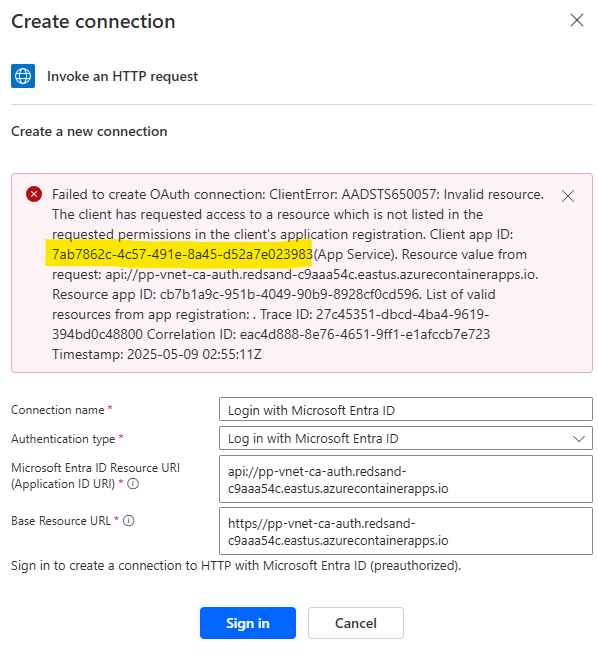 Create connection
Invoke an HTTP request
Create a new connection
Failed to create OAuth connection: ClientError: AADSTS650057: Invalid resource.
The client has requested access to a resource which is not listed in the
requested permissions in the client's application registration. Client app ID:
7ab7862c-4c57-491e-8a45-d52a7e023983(App Service). Resource value from
request: api://pp-vnet-ca-auth.redsand-c9aaa54c.eastus.azurecontainerapps.io.
Resource app ID: cb7b1a9c-951b-4049-90b9-8928cf0cd596. List of valid
resources from app registration: . Trace ID: 27c45351-dbcd-4ba4-9619-
394bd0c48800 Correlation ID: eac4d888-8e76-4651-9ff1-e1afccb7e723
Timestamp: 2025-05-09 02:55:11Z
Connection name *
Login with Microsoft Entra ID
Authentication type *
Log in with Microsoft Entra ID
Microsoft Entra ID Resource URI
(Application ID URI) *
api://pp-vnet-ca-auth.redsand-
c9aaa54c.eastus.azurecontainerapps.io
Base Resource URL *
https//pp-vnet-ca-auth.redsand-
c9aaa54c.eastus.azurecontainerapps.io
Sign in to create a connection to HTTP with Microsoft Entra ID (preauthorized).
Sign in
Cancel